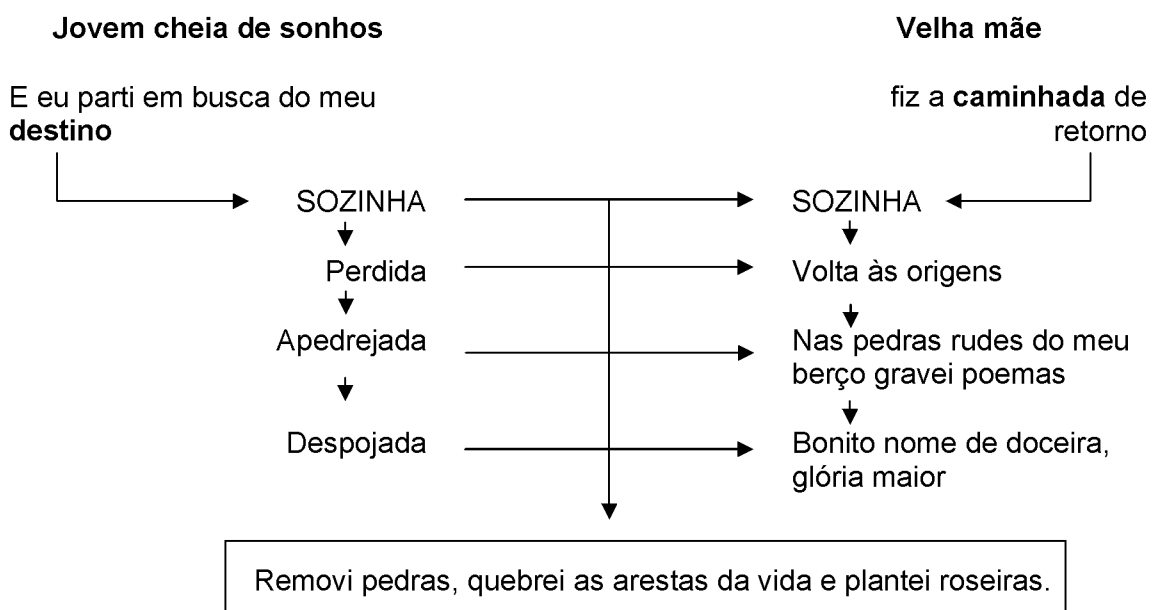 Jovem cheia de sonhos
Velha mãe
E eu parti em busca do meu
destino
fiz a caminhada de
retorno
SOZINHA
SOZINHA
Perdida
Volta às origens
Apedrejada
Nas pedras rudes do meu
berço gravei poemas
Despojada
Bonito nome de doceira,
glória maior
Removi pedras, quebrei as arestas da vida e plantei roseiras.